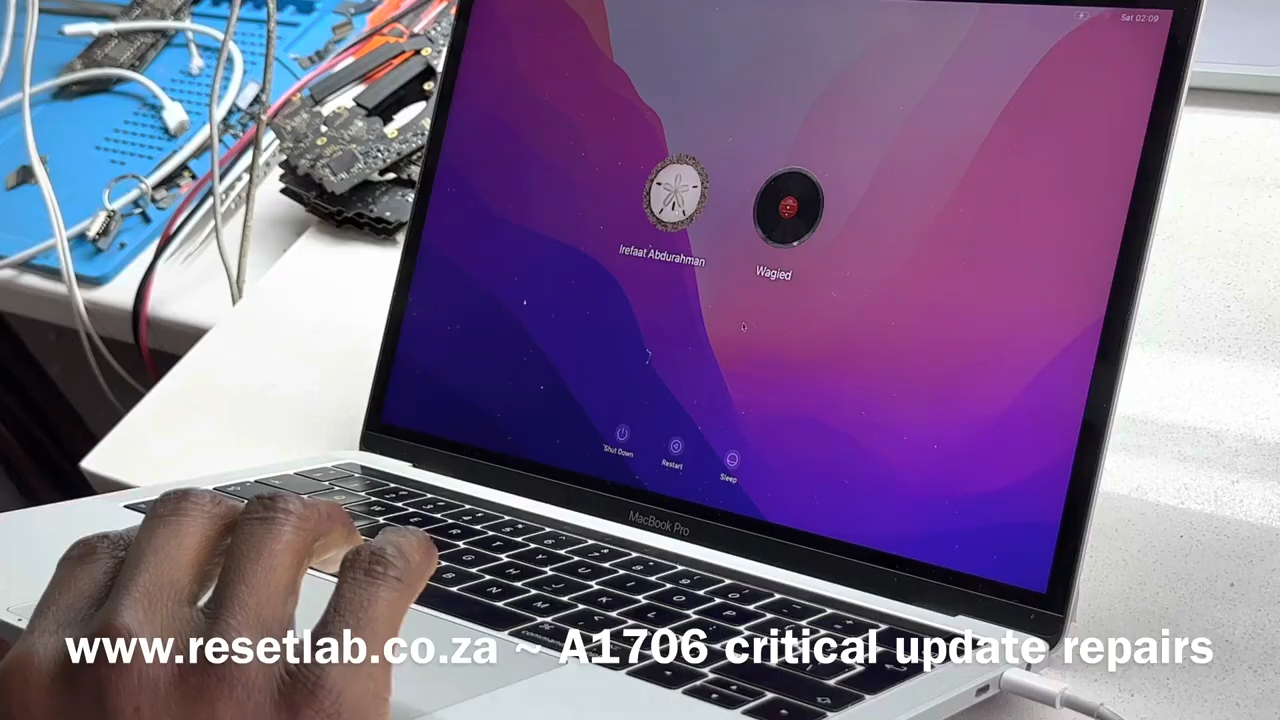 Sat 02:09
Irefaat Abdurahman
Wagied
Shut Down
Restart
Sleep
MacBook Pro
www.resetlab.co.za ~ A1706 critical update repairs